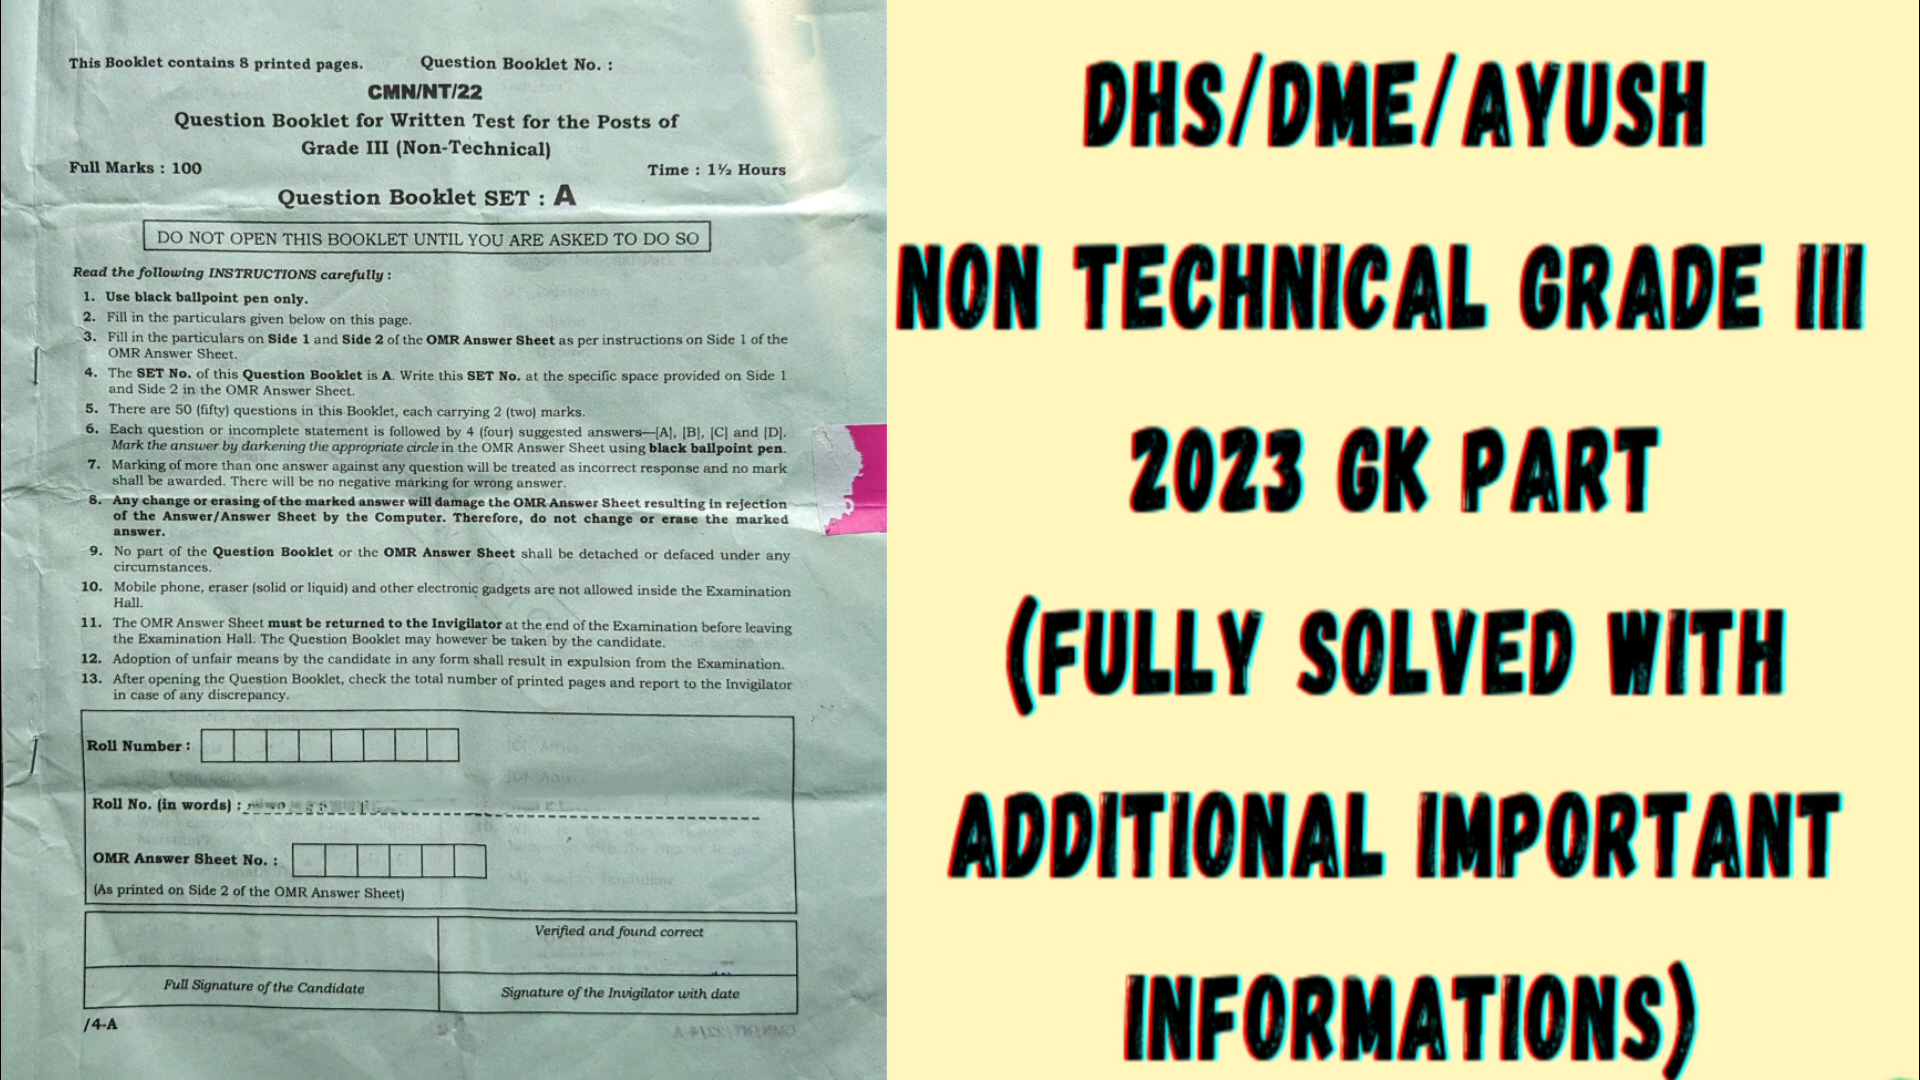 This Booklet contains 8 printed pages. Question Booklet No. :
CMN/NT/22
Question Booklet for Written Test for the Posts of
Grade III (Non-Technical)
Full Marks : 100 Time : 1½ Hours
Question Booklet SET : A
DO NOT OPEN THIS BOOKLET UNTIL YOU ARE ASKED TO DO SO
Read the following INSTRUCTIONS carefully :
1. Use black ballpoint pen only.
2. Fill in the particulars given below on this page.
3. Fill in the particulars on Side 1 and Side 2 of the OMR Answer Sheet as per instructions on Side 1 of the
OMR Answer Sheet.
4. The SET No. of this Question Booklet is A. Write this SET No. at the specific space provided on Side 1
and Side 2 in the OMR Answer Sheet.
5. There are 50 (fifty) questions in this Booklet, each carrying 2 (two) marks.
6. Each question or incomplete statement is followed by 4 (four) suggested answers—[A], [B], [C] and [D].
Mark the answer by darkening the appropriate circle in the OMR Answer Sheet using black ballpoint pen.
7. Marking of more than one answer against any question will be treated as incorrect response and no mark
shall be awarded. There will be no negative marking for wrong answer.
8. Any change or erasing of the marked answer will damage the OMR Answer Sheet resulting in rejection
of the Answer/Answer Sheet by the Computer. Therefore, do not change or erase the marked
answer.
9. No part of the Question Booklet or the OMR Answer Sheet shall be detached or defaced under any
circumstances.
10. Mobile phone, eraser (solid or liquid) and other electronic gadgets are not allowed inside the Examination
Hall.
11. The OMR Answer Sheet must be returned to the Invigilator at the end of the Examination before leaving
the Examination Hall. The Question Booklet may however be taken by the candidate.
12. Adoption of unfair means by the candidate in any form shall result in expulsion from the Examination.
13. After opening the Question Booklet, check the total number of printed pages and report to the Invigilator
in case of any discrepancy.
Roll Number :
Roll No. (in words) :
OMR Answer Sheet No. :
(As printed on Side 2 of the OMR Answer Sheet)
Verified and found correct
Full Signature of the Candidate
Signature of the Invigilator with date
/4-A
DHS/DME/AYUSH
NON TECHNICAL GRADE III
2023 GK PART
(FULLY SOLVED WITH
ADDITIONAL IMPORTANT
INFORMATIONS)